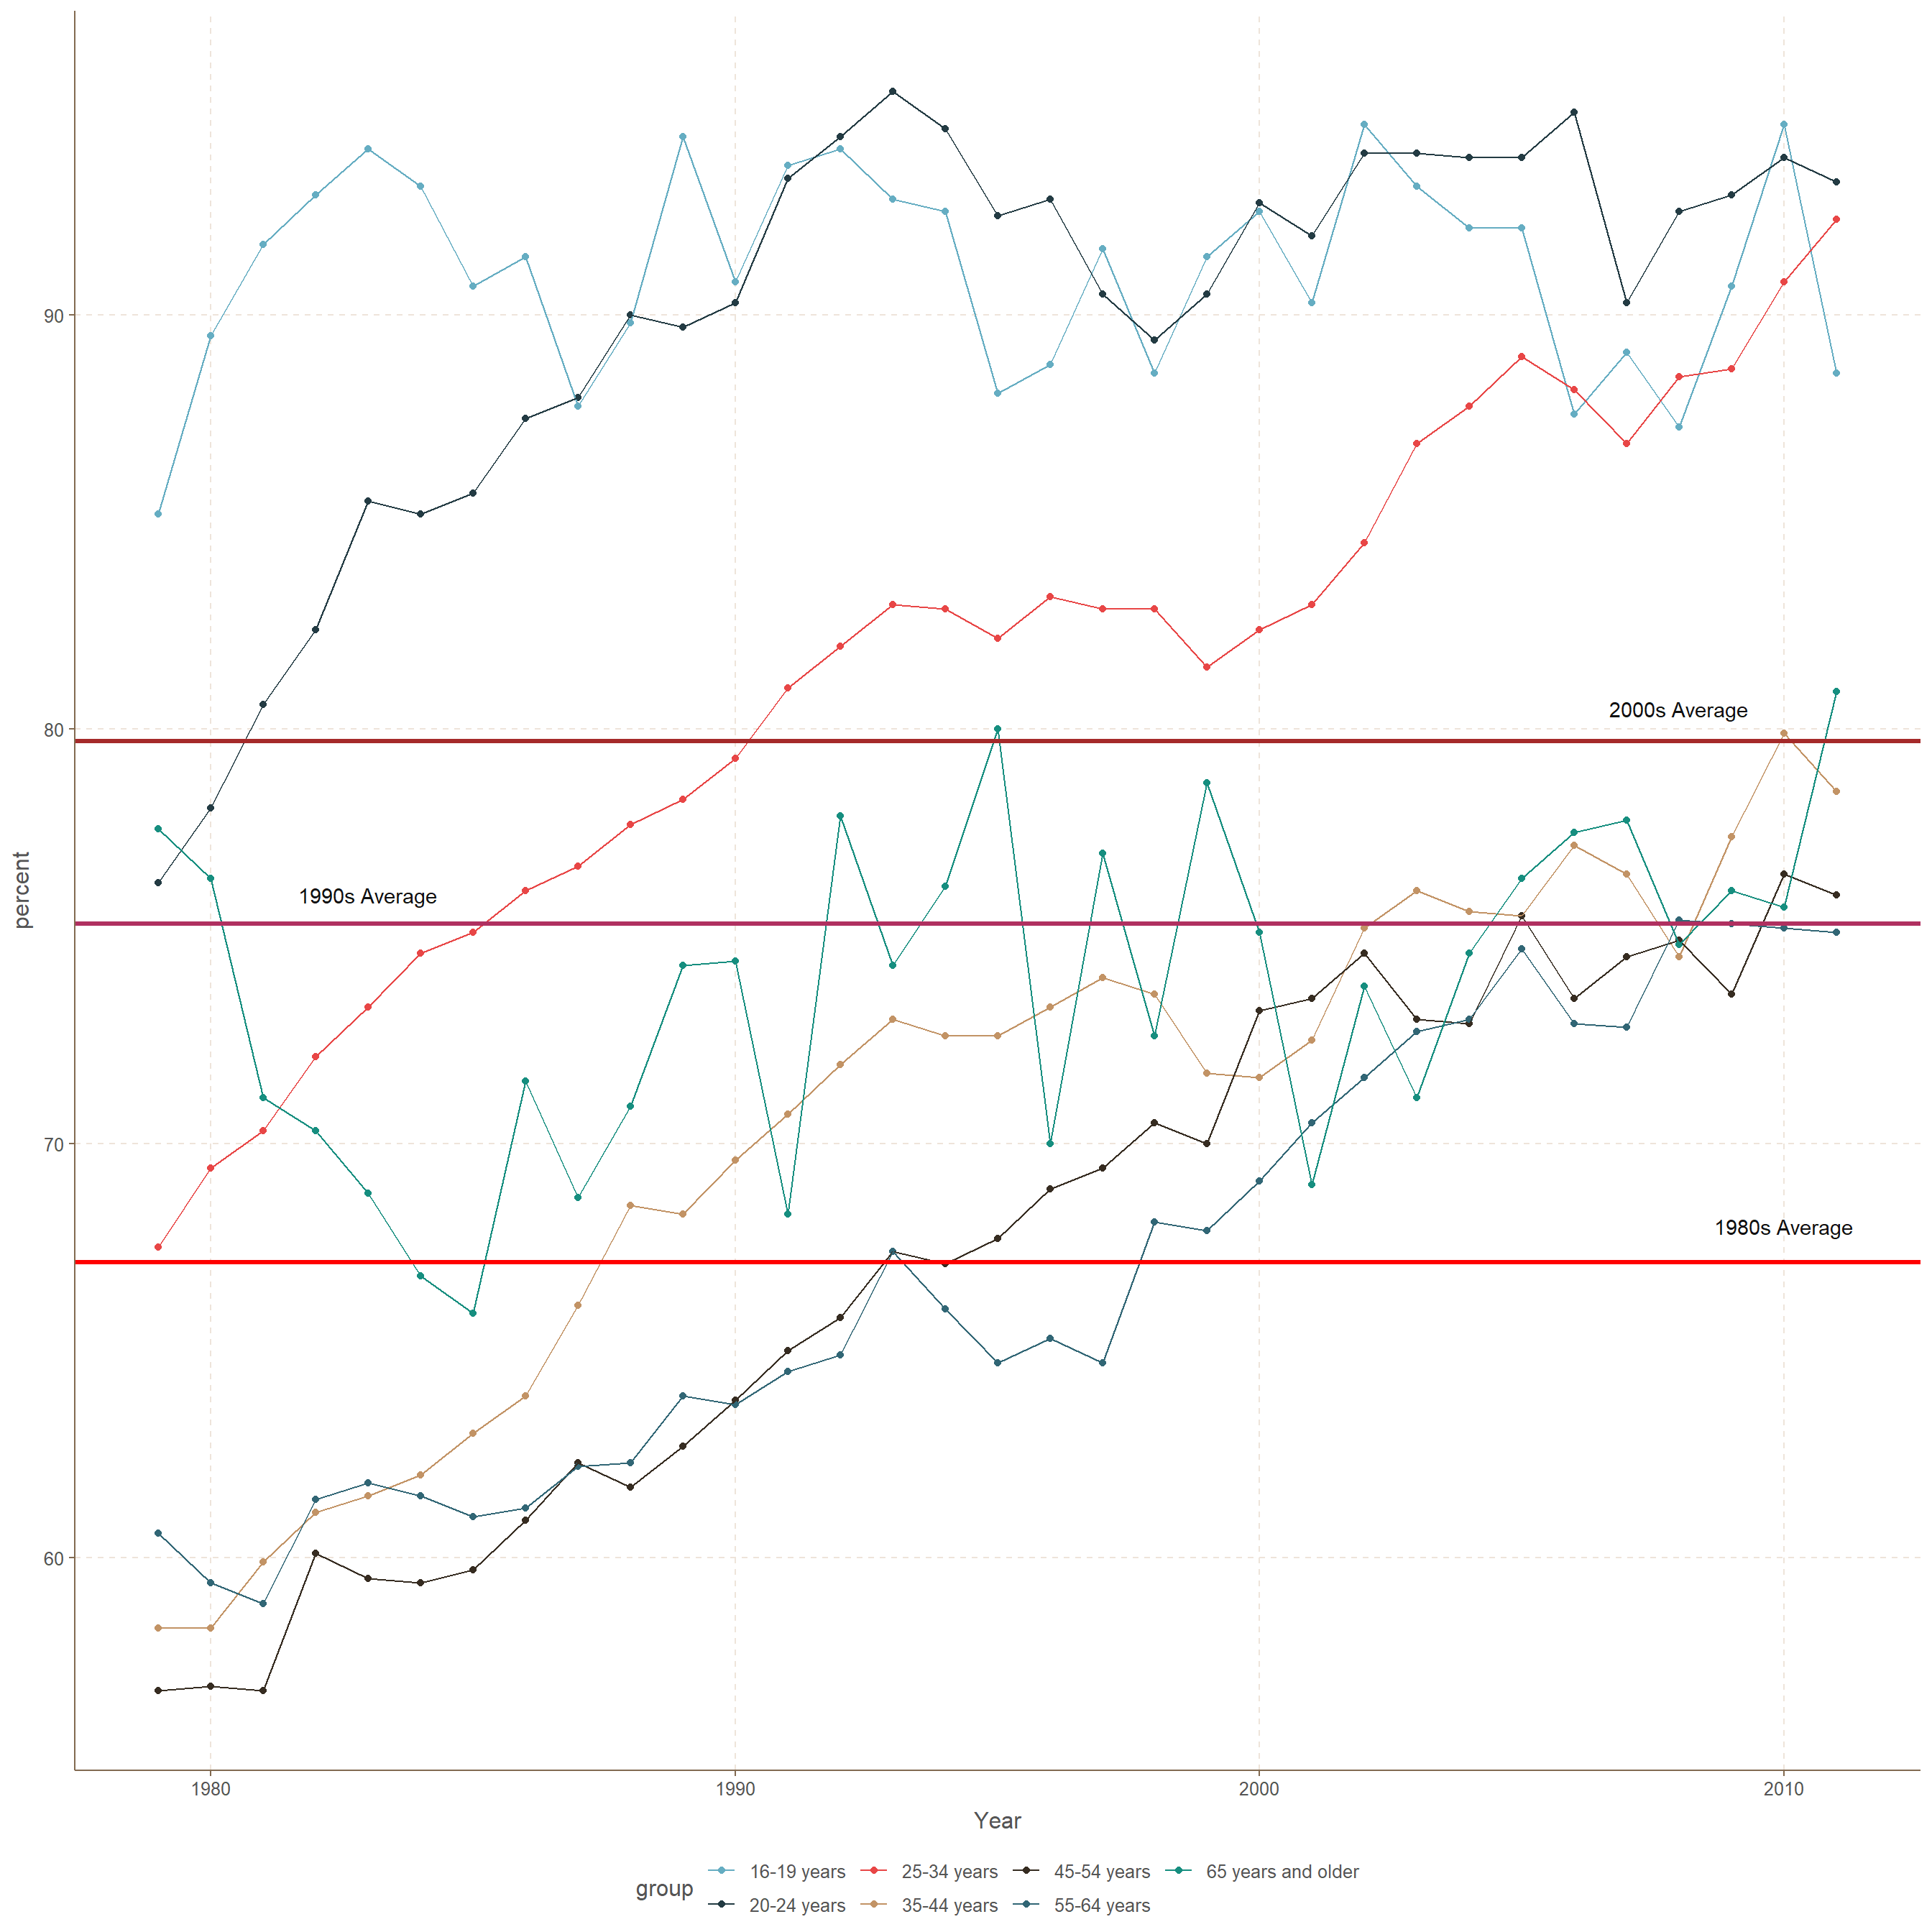 90
80
70
60
percent
2000s Average
1990s Average
1980s Average
1980 1990 2000 2010
Year
group
16-19 years 25-34 years 45-54 years 65 years and older
20-24 years 35-44 years 55-64 years